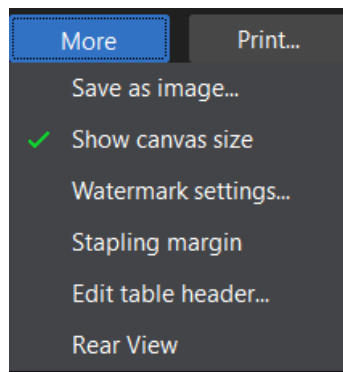 More Print...
Save as image...
Show canvas size
Watermark settings...
Stapling margin
Edit table header...
Rear View